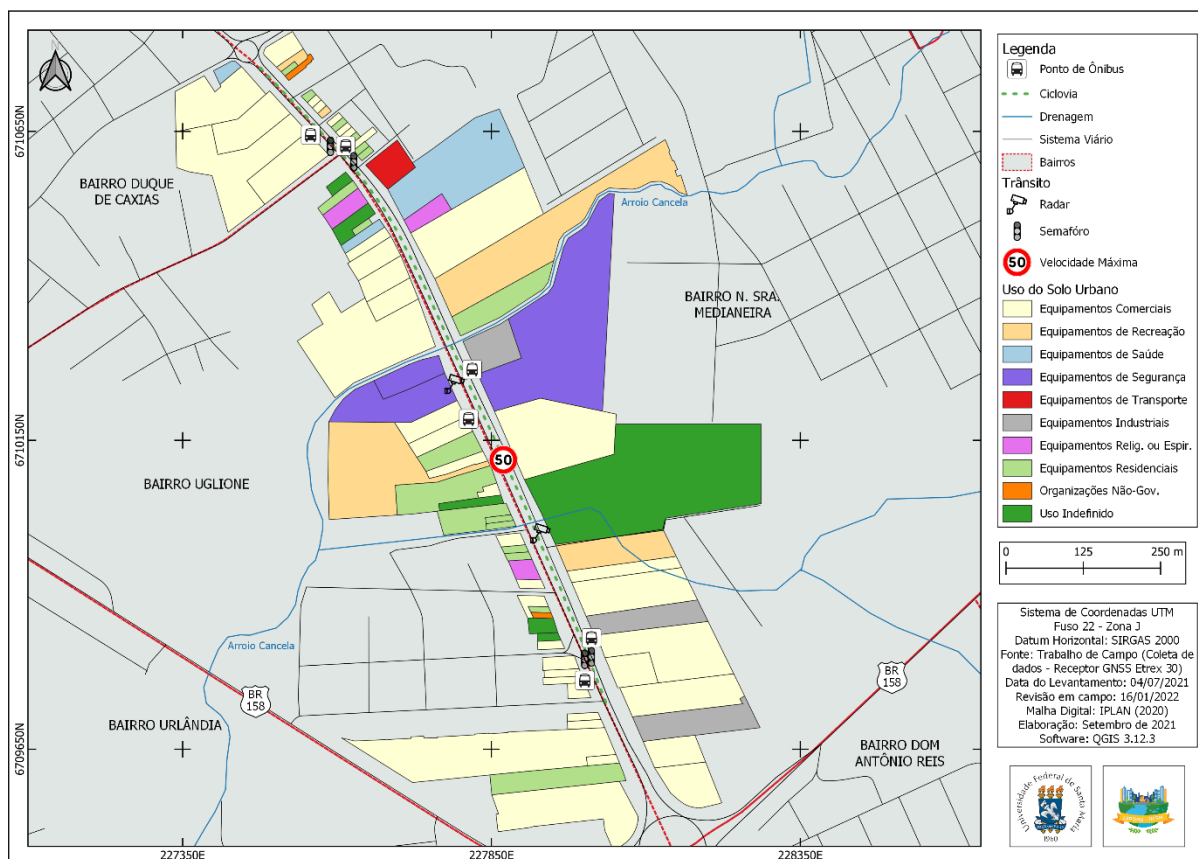 N
6710650N
6710150N
6709650N
227350E
227850E
228350E
BAIRRO DUQUE
DE CAXIAS
Arroio Cancela
BAIRRO N. SRA.
MEDIANEIRA
50
BAIRRO UGLIONE
Arroio Cancela
BR
158
BR
158
BAIRRO URLÂNDIA
BAIRRO DOM
ANTÔNIO REIS
Legenda
Ponto de Ônibus
Ciclovia
Drenagem
Sistema Viário
Bairros
Trânsito
Radar
Semafóro
50
Velocidade Máxima
Uso do Solo Urbano
Equipamentos Comerciais
Equipamentos de Recreação
Equipamentos de Saúde
Equipamentos de Segurança
Equipamentos de Transporte
Equipamentos Industriais
Equipamentos Relig. ou Espir.
Equipamentos Residenciais
Organizações Não-Gov.
Uso Indefinido
0 125 250 m
Sistema de Coordenadas UTM
Fuso 22 - Zona J
Datum Horizontal: SIRGAS 2000
Fonte: Trabalho de Campo (Coleta de
dados - Receptor GNSS Etrex 30)
Data do Levantamento: 04/07/2021
Revisão em campo: 16/01/2022
Malha Digital: IPLAN (2020)
Elaboração: Setembro de 2021
Software: QGIS 3.12.3
Universidade Federal de Santa Maria
1960